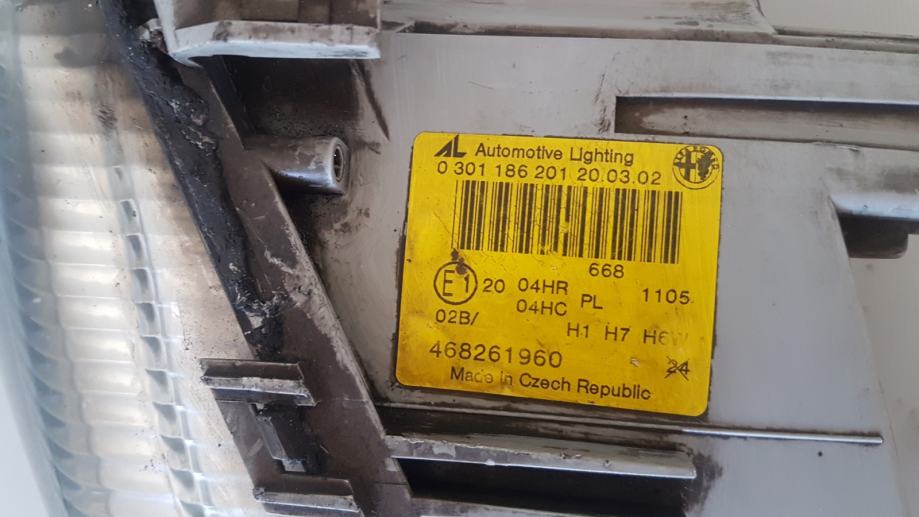 AL Automotive Lighting
0 301 186 201 20.03.02
668
E1 20 04HR PL 1105
04HC
02B/ H1 H7 H6W
468261960 24
Made in Czech Republic